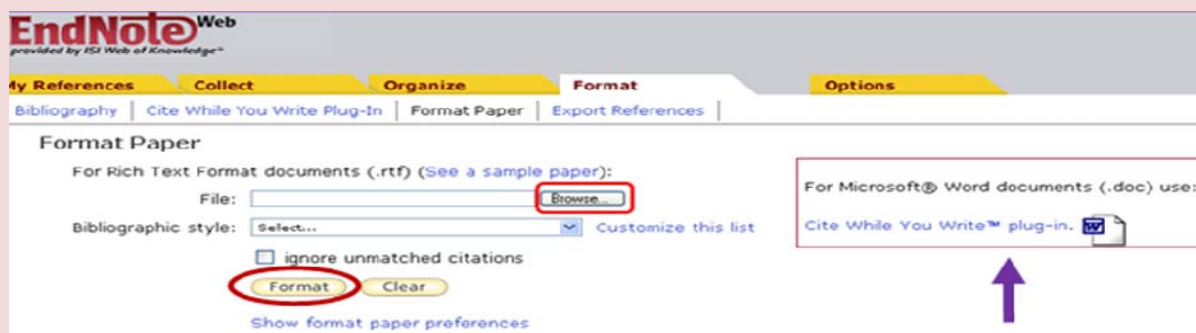 EndNote Web
provided by ISI Web of Knowledge℠
My References Collect Organize Format Options
Bibliography | Cite While You Write Plug-In | Format Paper | Export References |
Format Paper
For Rich Text Format documents (.rtf) (See a sample paper):
File: Browse...
Bibliographic style: Select... Customize this list
ignore unmatched citations
Format Clear
Show format paper preferences
For Microsoft® Word documents (.doc) use:
Cite While You Write™ plug-in. W